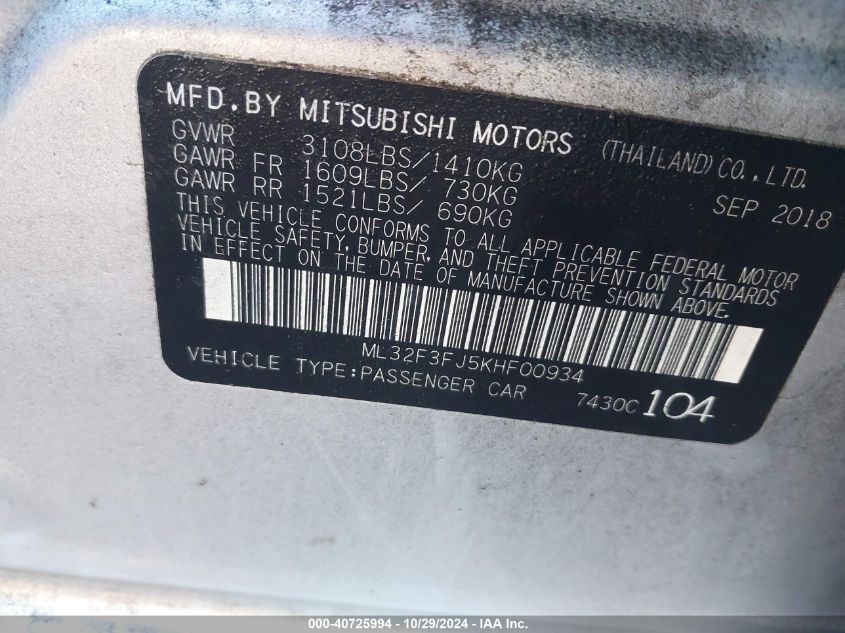 MFD.BY MITSUBISHI MOTORS (THAILAND) CO.,LTD.
GVWR 3108LBS/1410KG SEP 2018
GAWR FR 1609LBS/ 730KG
GAWR RR 1521LBS/ 690KG
THIS VEHICLE CONFORMS TO ALL APPLICABLE FEDERAL MOTOR
VEHICLE SAFETY, BUMPER, AND THEFT PREVENTION STANDARDS
IN EFFECT ON THE DATE OF MANUFACTURE SHOWN ABOVE.
ML32F3FJ5KHF00934
VEHICLE TYPE:PASSENGER CAR 7430C 104
000-40725994 - 10/29/2024 - IAA Inc.